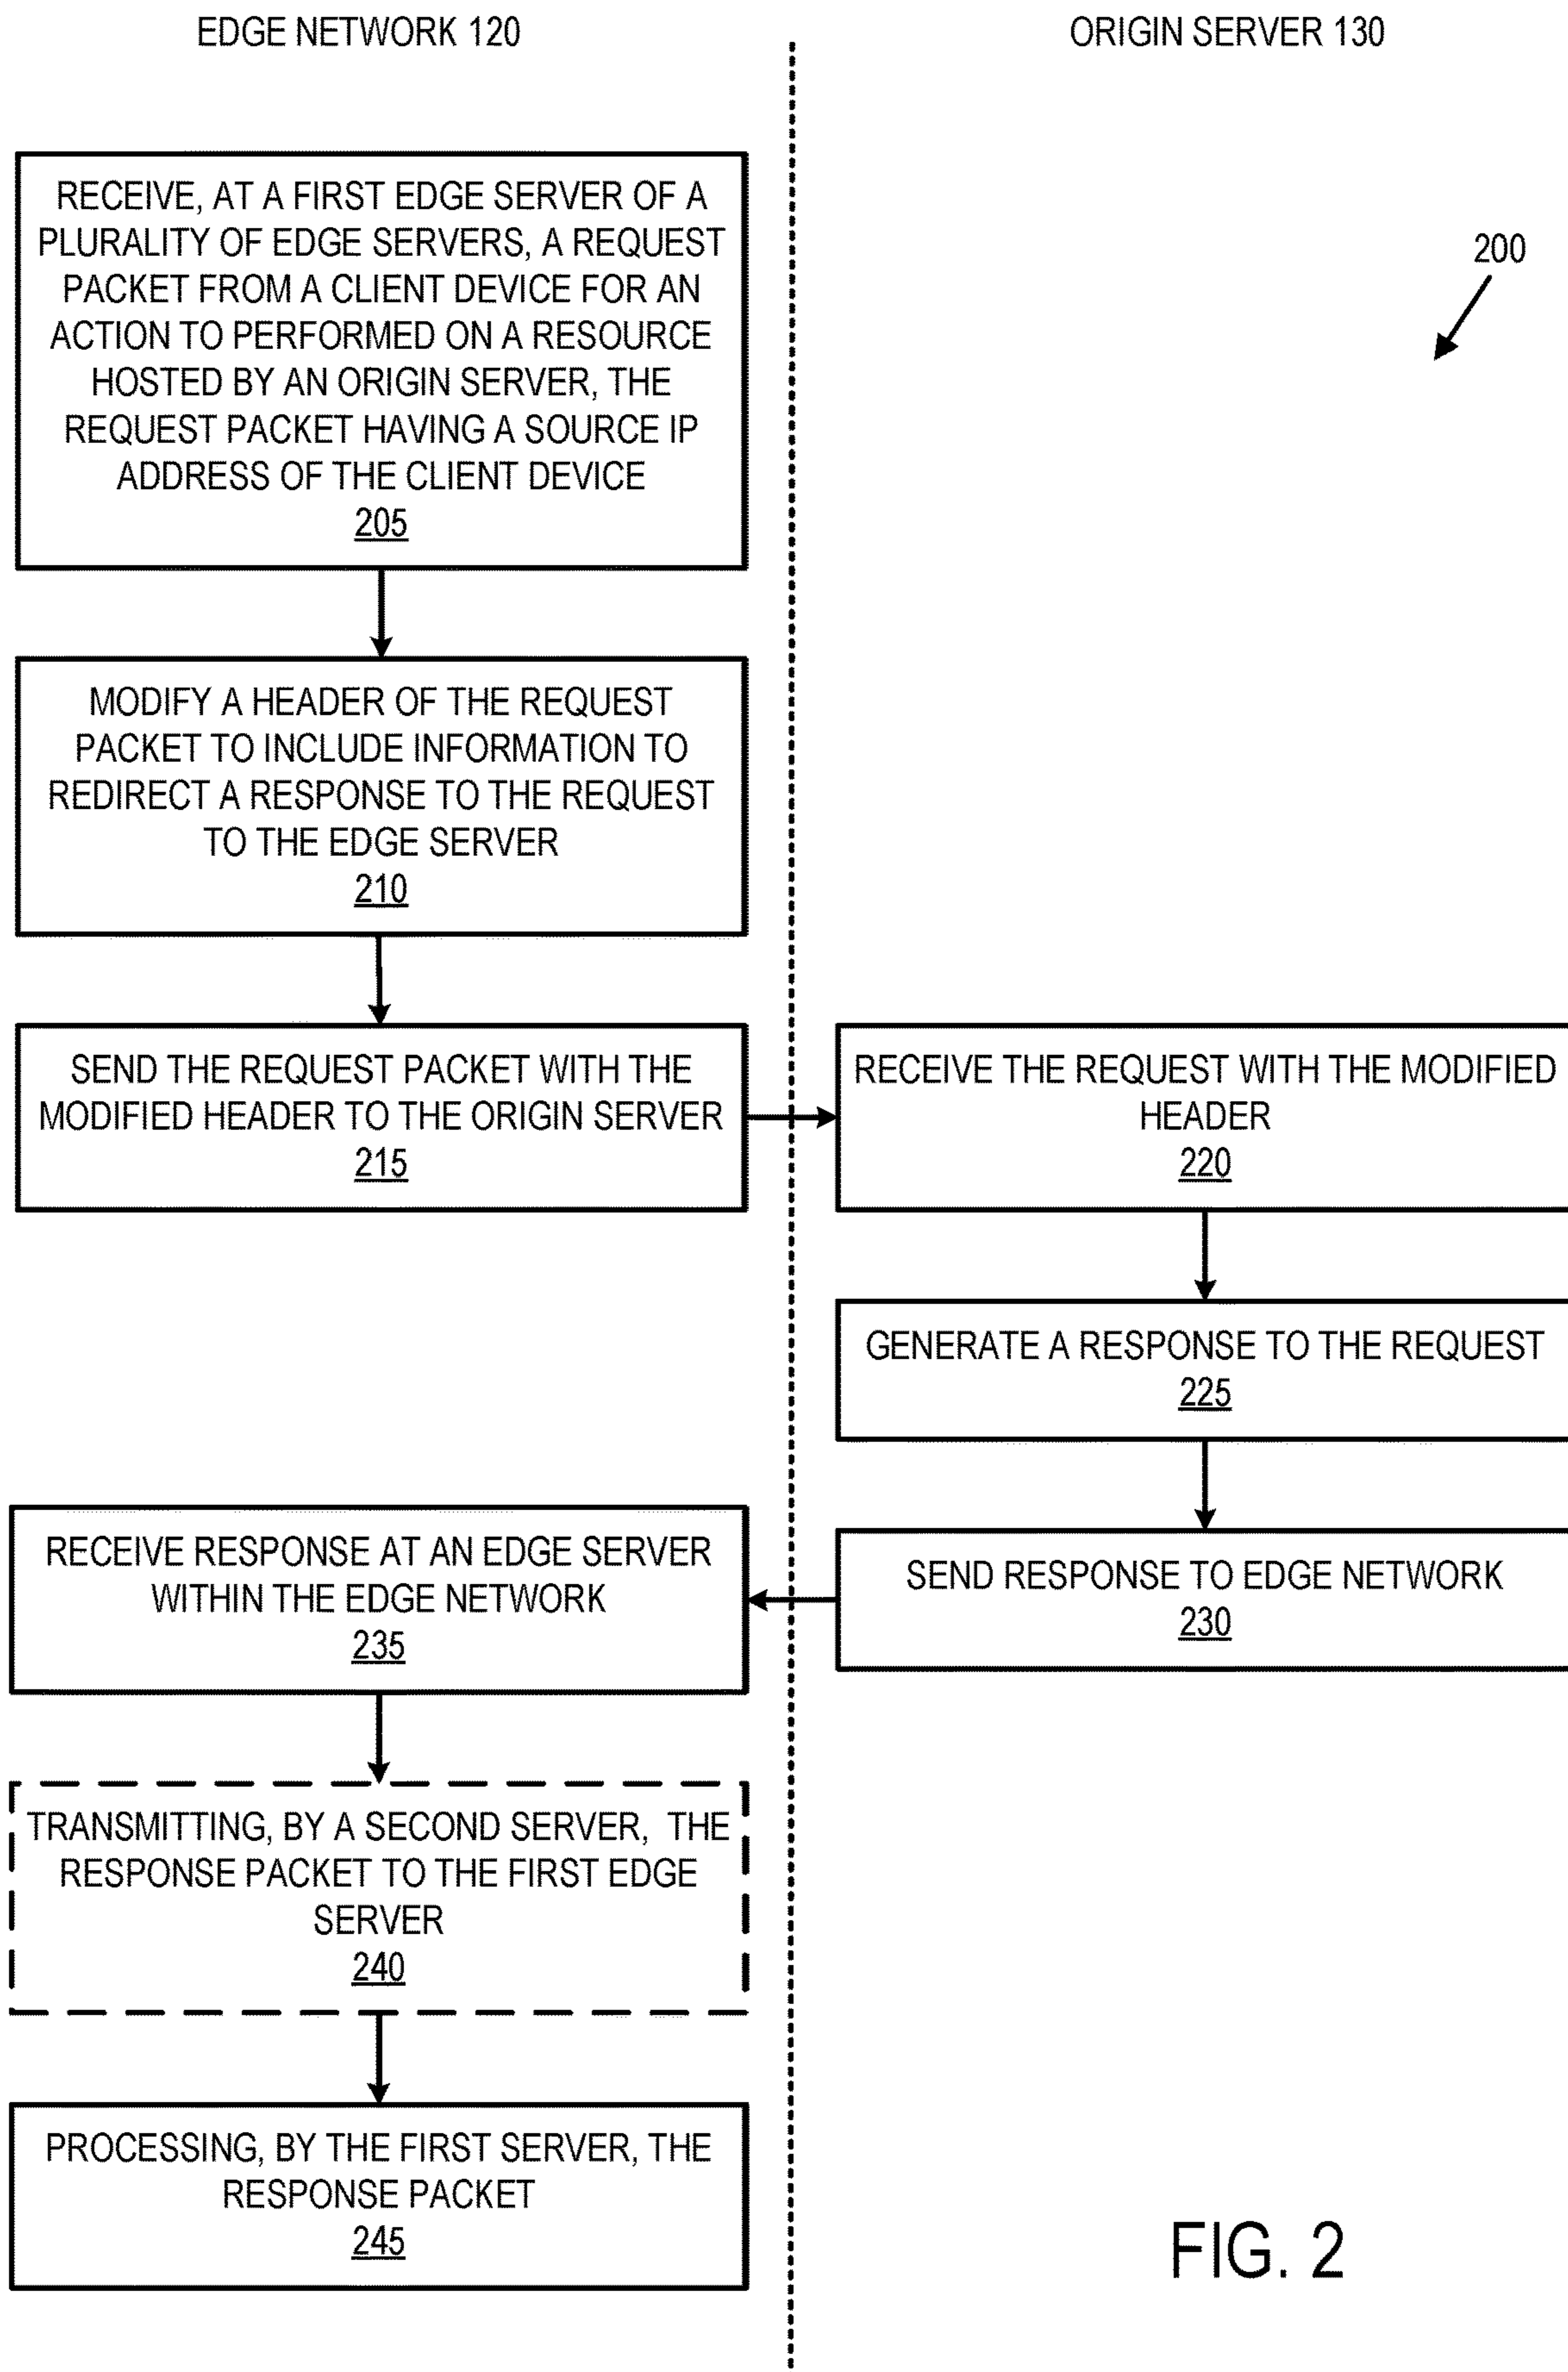 EDGE NETWORK 120
ORIGIN SERVER 130
200
RECEIVE, AT A FIRST EDGE SERVER OF A
PLURALITY OF EDGE SERVERS, A REQUEST
PACKET FROM A CLIENT DEVICE FOR AN
ACTION TO PERFORMED ON A RESOURCE
HOSTED BY AN ORIGIN SERVER, THE
REQUEST PACKET HAVING A SOURCE IP
ADDRESS OF THE CLIENT DEVICE
205
MODIFY A HEADER OF THE REQUEST
PACKET TO INCLUDE INFORMATION TO
REDIRECT A RESPONSE TO THE REQUEST
TO THE EDGE SERVER
210
SEND THE REQUEST PACKET WITH THE
MODIFIED HEADER TO THE ORIGIN SERVER
215
RECEIVE THE REQUEST WITH THE MODIFIED
HEADER
220
GENERATE A RESPONSE TO THE REQUEST
225
SEND RESPONSE TO EDGE NETWORK
230
RECEIVE RESPONSE AT AN EDGE SERVER
WITHIN THE EDGE NETWORK
235
TRANSMITTING, BY A SECOND SERVER, THE
RESPONSE PACKET TO THE FIRST EDGE
SERVER
240
PROCESSING, BY THE FIRST SERVER, THE
RESPONSE PACKET
245
FIG. 2